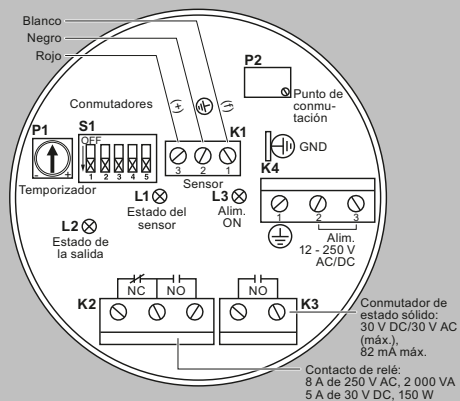 Blanco
Negro
Rojo
P2
Punto de
conmu-
tación
Conmutadores
(+)
(-)
P1
S1
OFF
K1
GND
- +
1 2 3 4 5
3 2 1
K4
Temporizador
Sensor
L1
Estado del
sensor
L3
Alim.
ON
1 2 3
L2
Estado de
la salida
Alim.
12 - 250 V
AC/DC
NC NO
NO
K2
K3
Conmutador de
estado sólido:
30 V DC/30 V AC
(máx.),
82 mA máx.
Contacto de relé:
8 A de 250 V AC, 2 000 VA
5 A de 30 V DC, 150 W